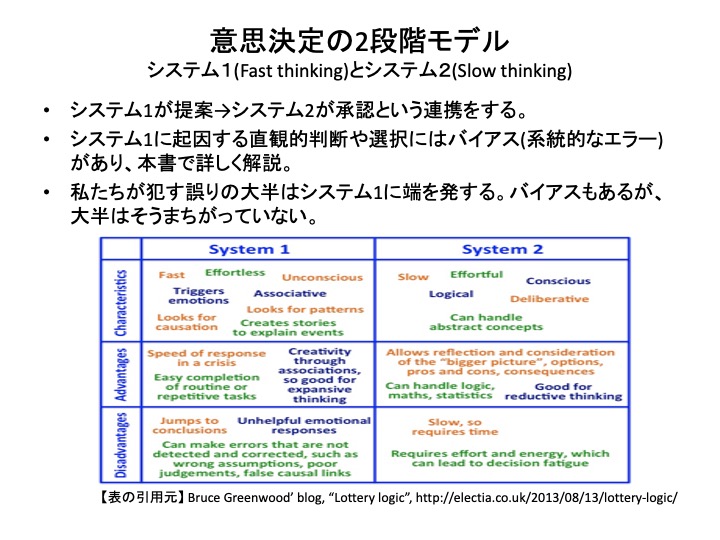 意思決定の2段階モデル
システム１(Fast thinking)とシステム２(Slow thinking)
• システム1が提案→システム2が承認という連携をする。
• システム1に起因する直観的判断や選択にはバイアス(系統的なエラー)
があり、本書で詳しく解説。
• 私たちが犯す誤りの大半はシステム1に端を発する。バイアスもあるが、
大半はそうまちがっていない。
System 1
System 2
Characteristics
Fast Effortless Unconscious
Triggers
emotions
Associative
Looks for patterns
Looks for
causation
Creates stories
to explain events
Slow Effortful Conscious
Logical
Deliberative
Can handle
abstract concepts
Advantages
Speed of response
in a crisis
Easy completion
of routine or
repetitive tasks
Creativity
through
associations,
so good for
expansive
thinking
Allows reflection and consideration
of the "bigger picture", options,
pros and cons, consequences
Can handle logic,
maths, statistics
Good for
reductive thinking
Disadvantages
Jumps to
conclusions
Unhelpful emotional
responses
Can make errors that are not
detected and corrected, such as
wrong assumptions, poor
judgements, false causal links
Slow, so
requires time
Requires effort and energy, which
can lead to decision fatigue
【表の引用元】 Bruce Greenwood’ blog, “Lottery logic”, http://electia.co.uk/2013/08/13/lottery-logic/